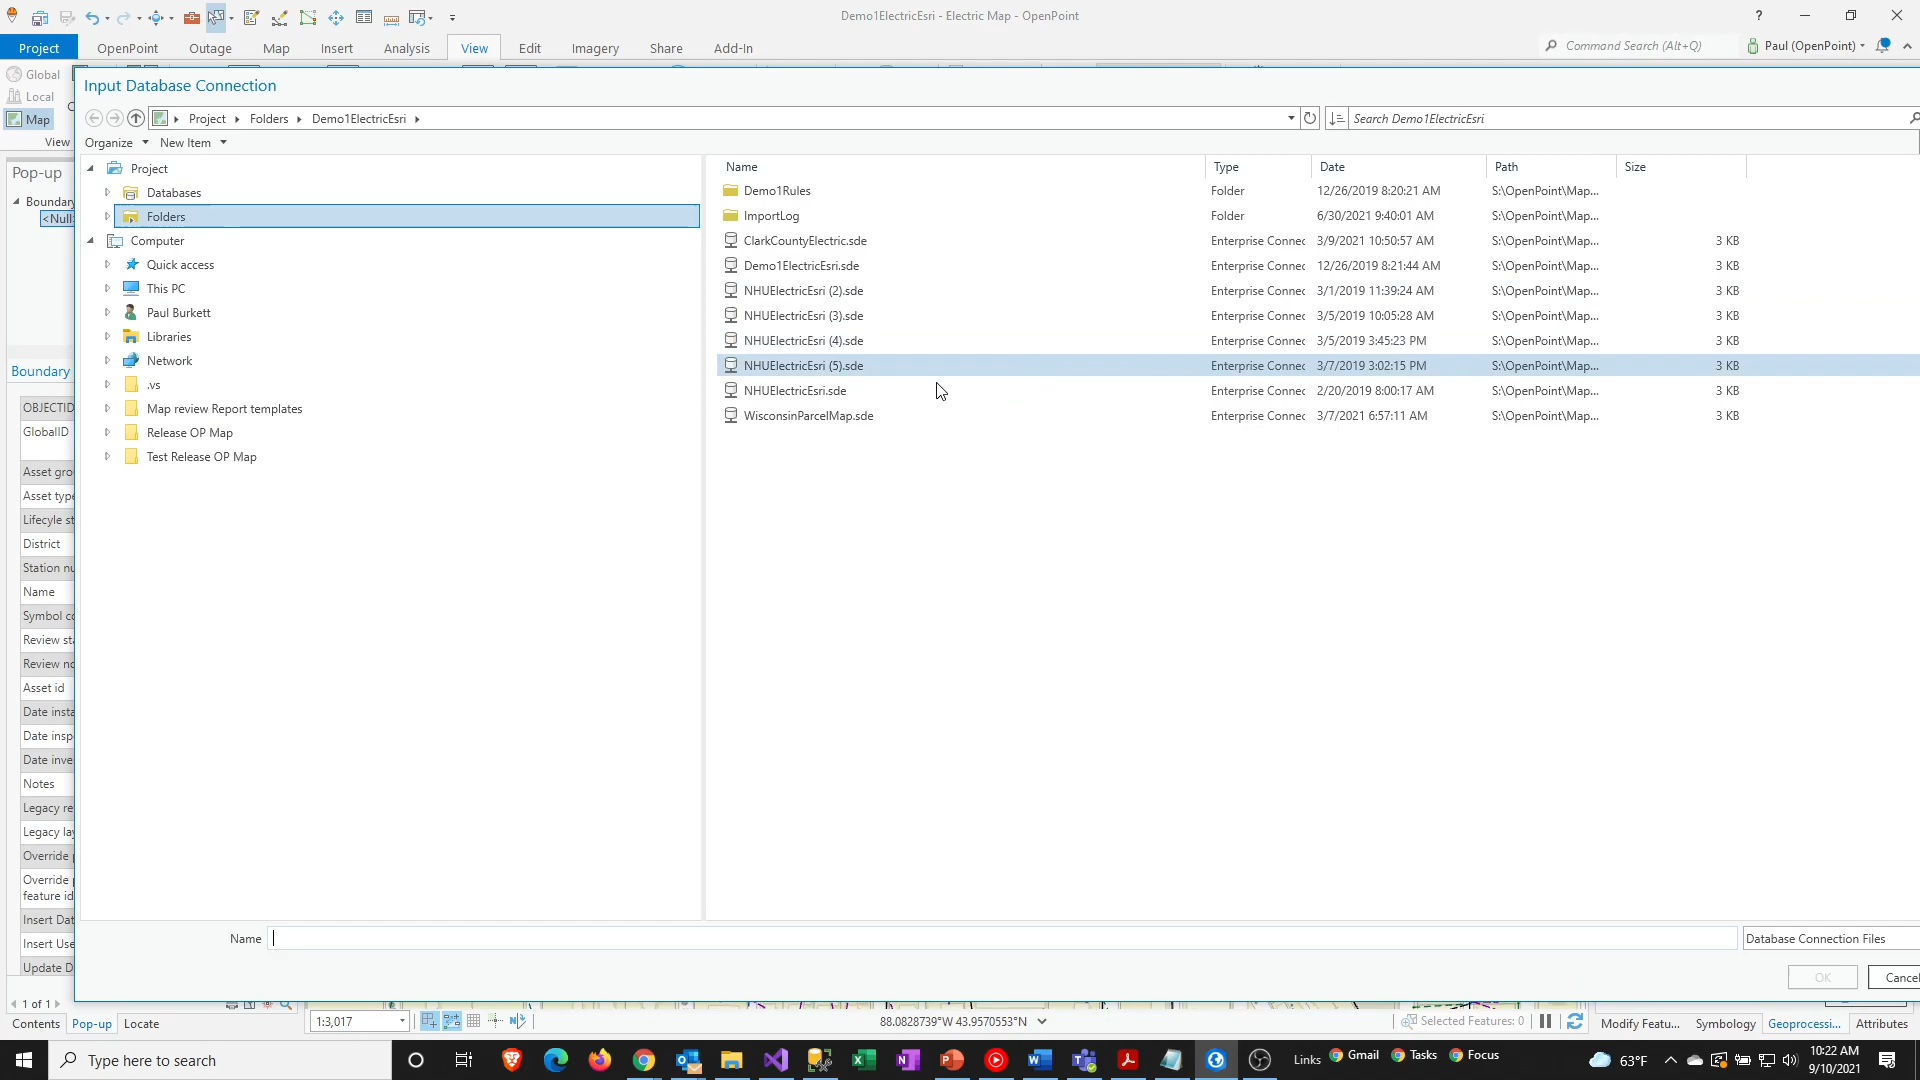 Demo1ElectricEsri - Electric Map - OpenPoint
?
Project OpenPoint Outage Map Insert Analysis View Edit Imagery Share Add-In
Command Search (Alt+Q)
Paul (OpenPoint)
Global
Local
Map
View
Input Database Connection
Project Folders Demo1ElectricEsri
Search Demo1ElectricEsri
Organize New Item
Pop-up
Boundary
<Null>
Project
Databases
Folders
Computer
Quick access
This PC
Paul Burkett
Libraries
Network
.vs
Map review Report templates
Release OP Map
Test Release OP Map
Name Type Date Path Size
Demo1Rules Folder 12/26/2019 8:20:21 AM S:\OpenPoint\Map...
ImportLog Folder 6/30/2021 9:40:01 AM S:\OpenPoint\Map...
ClarkCountyElectric.sde Enterprise Connec 3/9/2021 10:50:57 AM S:\OpenPoint\Map... 3 KB
Demo1ElectricEsri.sde Enterprise Connec 12/26/2019 8:21:44 AM S:\OpenPoint\Map... 3 KB
NHUElectricEsri (2).sde Enterprise Connec 3/1/2019 11:39:24 AM S:\OpenPoint\Map... 3 KB
NHUElectricEsri (3).sde Enterprise Connec 3/5/2019 10:05:28 AM S:\OpenPoint\Map... 3 KB
NHUElectricEsri (4).sde Enterprise Connec 3/5/2019 3:45:23 PM S:\OpenPoint\Map... 3 KB
NHUElectricEsri (5).sde Enterprise Connec 3/7/2019 3:02:15 PM S:\OpenPoint\Map... 3 KB
NHUElectricEsri.sde Enterprise Connec 2/20/2019 8:00:17 AM S:\OpenPoint\Map... 3 KB
WisconsinParcelMap.sde Enterprise Connec 3/7/2021 6:57:11 AM S:\OpenPoint\Map... 3 KB
Boundary
OBJECTID
GlobalID
Asset gro
Asset type
Lifecyle st
District
Station nu
Name
Symbol co
Review sta
Review no
Asset id
Date insta
Date insp
Date inve
Notes
Legacy re
Legacy lay
Override p
Override p
feature id
Insert Dat
Insert Use
Update D
Name
Database Connection Files
OK
Cancel
1 of 1
Contents Pop-up Locate
1:3,017
88.0828739°W 43.9570553°N
Selected Features: 0
Modify Featu... Symbology Geoprocessi... Attributes
Type here to search
Links Gmail Tasks Focus
63°F
10:22 AM
9/10/2021